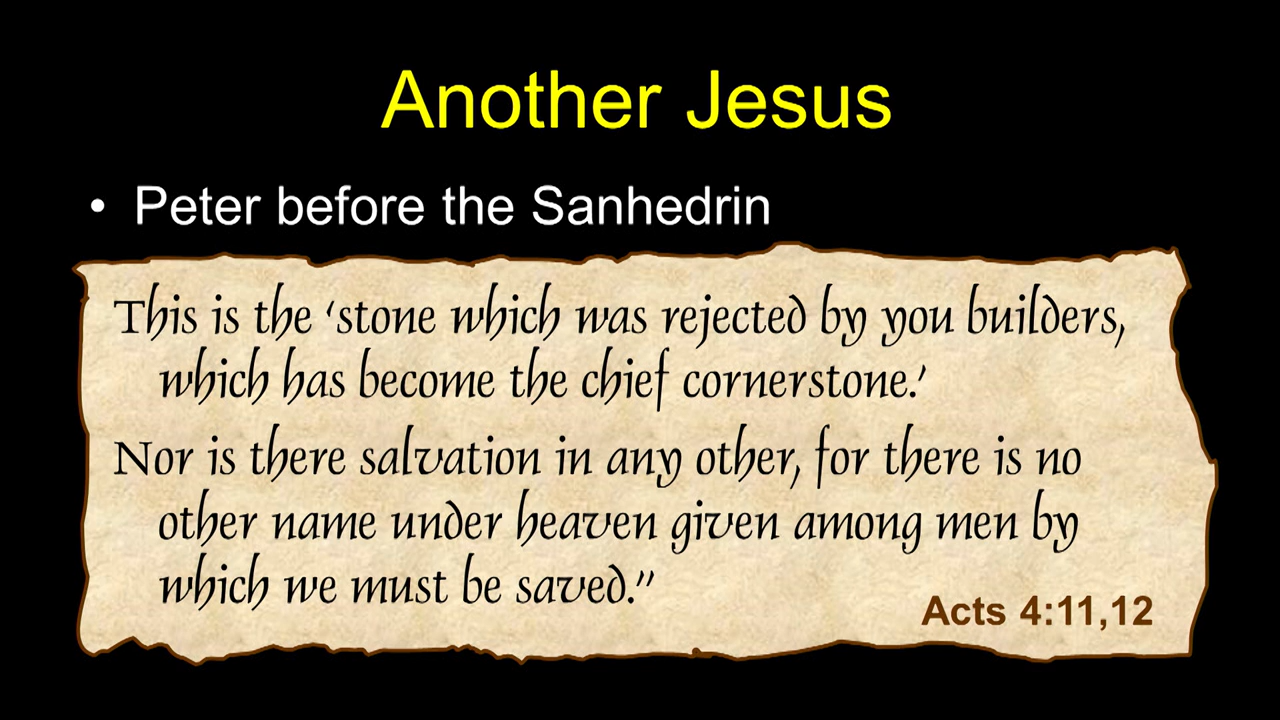 Another Jesus
• Peter before the Sanhedrin
This is the ‘stone which was rejected by you builders,
which has become the chief cornerstone.’
Nor is there salvation in any other, for there is no
other name under heaven given among men by
which we must be saved.”
Acts 4:11,12